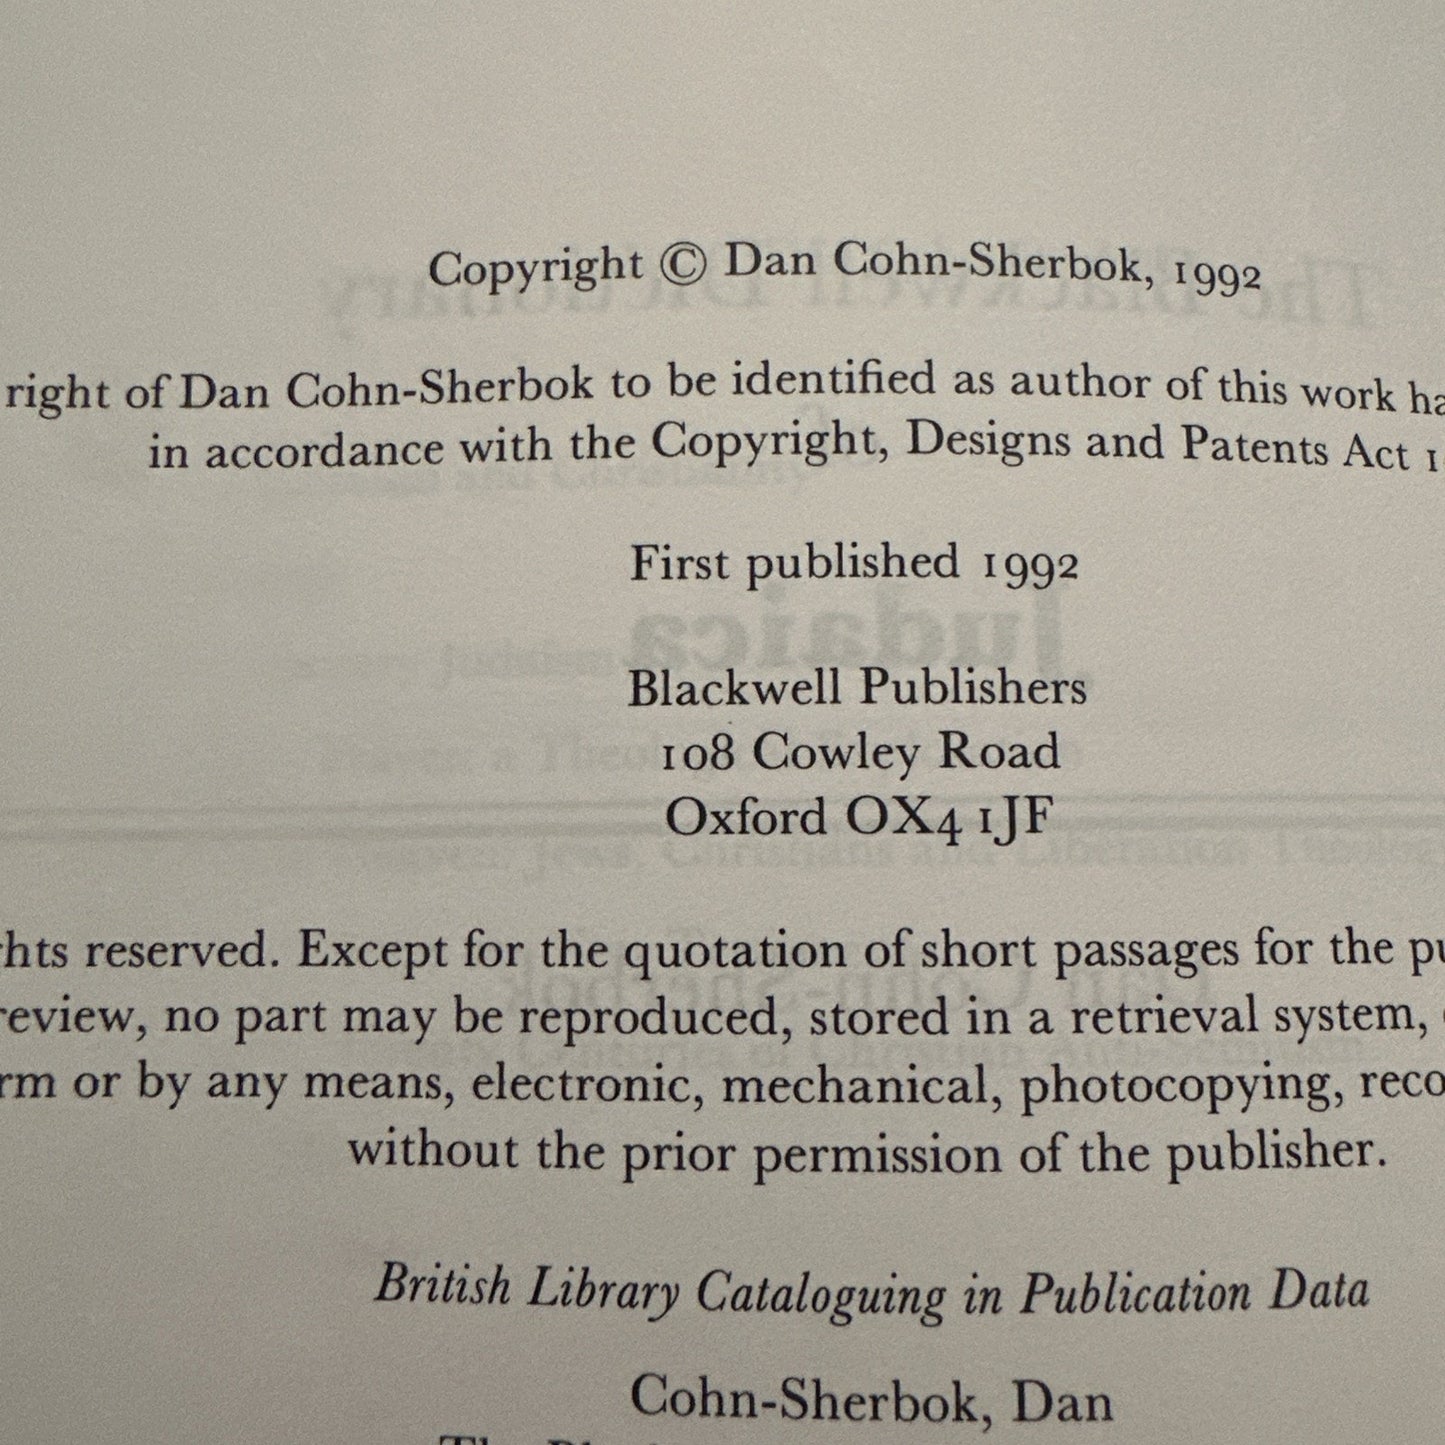 Copyright © Dan Cohn-Sherbok, 1992
right of Dan Cohn-Sherbok to be identified as author of this work ha
in accordance with the Copyright, Designs and Patents Act 1
First published 1992
Judaica
Blackwell Publishers
108 Cowley Road
Oxford OX4 1JF
hts reserved. Except for the quotation of short passages for the pu
review, no part may be reproduced, stored in a retrieval system,
rm or by any means, electronic, mechanical, photocopying, reco
without the prior permission of the publisher.
British Library Cataloguing in Publication Data
Cohn-Sherbok, Dan